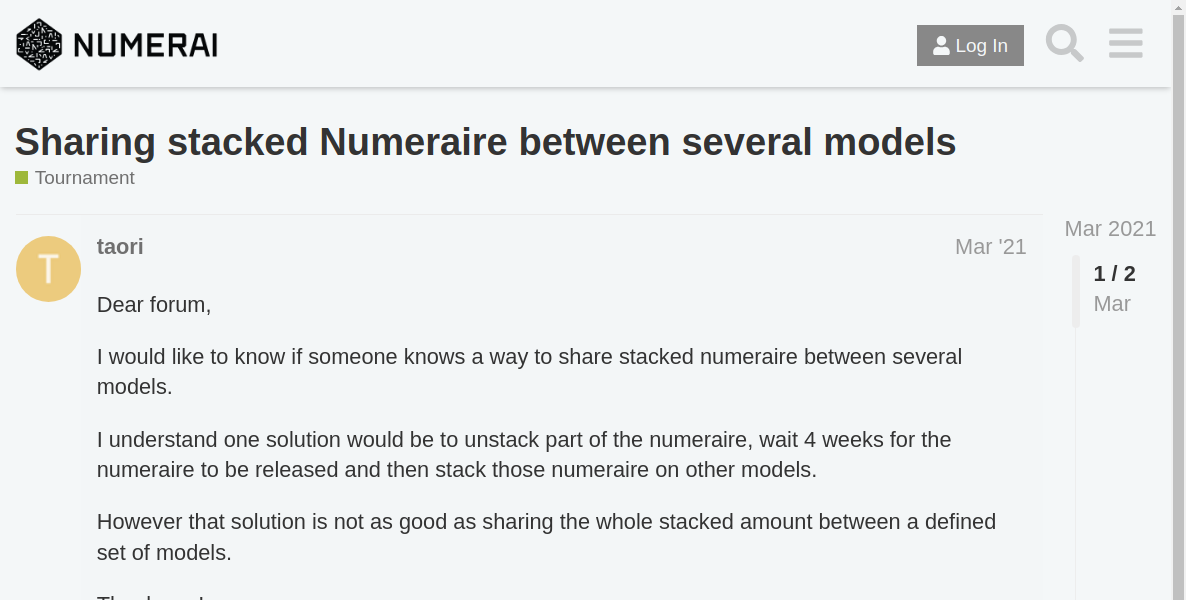 NUMERAI
Log In
Sharing stacked Numeraire between several models
Tournament
T
taori
Mar '21
Mar 2021
1 / 2
Mar
Dear forum,
I would like to know if someone knows a way to share stacked numeraire between several
models.
I understand one solution would be to unstack part of the numeraire, wait 4 weeks for the
numeraire to be released and then stack those numeraire on other models.
However that solution is not as good as sharing the whole stacked amount between a defined
set of models.